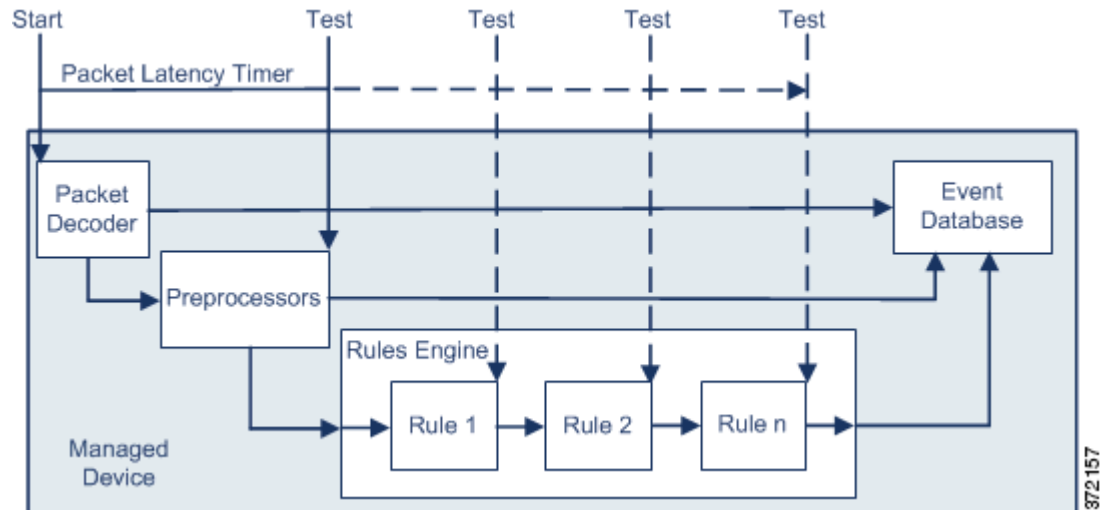 Start
Test
Test
Test
Test
Packet Latency Timer
Packet
Decoder
Event
Database
Preprocessors
Rules Engine
Rule 1
Rule 2
Rule n
Managed
Device
372157